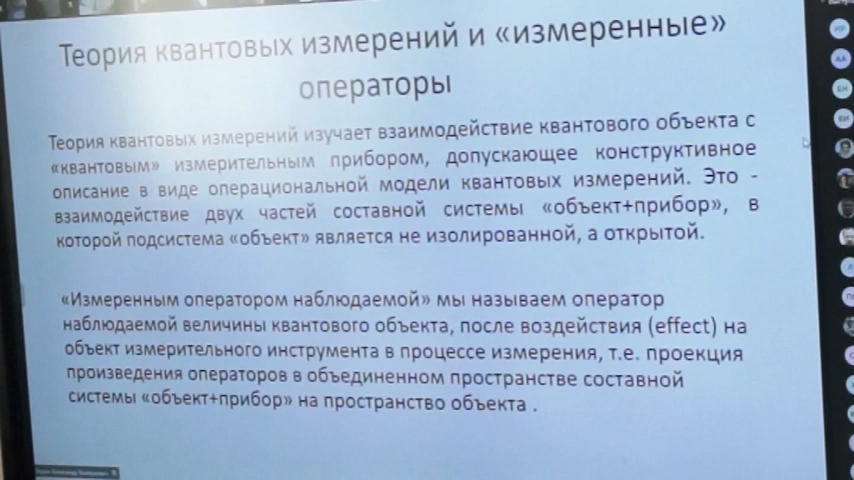 Теория квантовых измерений и «измеренные»
операторы
Теория квантовых измерений изучает взаимодействие квантового объекта с
«квантовым» измерительным прибором, допускающее конструктивное
описание в виде операциональной модели квантовых измерений. Это -
взаимодействие двух частей составной системы «объект+прибор», в
которой подсистема «объект» является не изолированной, а открытой.
«Измеренным оператором наблюдаемой» мы называем оператор
наблюдаемой величины квантового объекта, после воздействия (effect) на
объект измерительного инструмента в процессе измерения, т.е. проекция
произведения операторов в объединенном пространстве составной
системы «объект+прибор» на пространство объекта .
АА